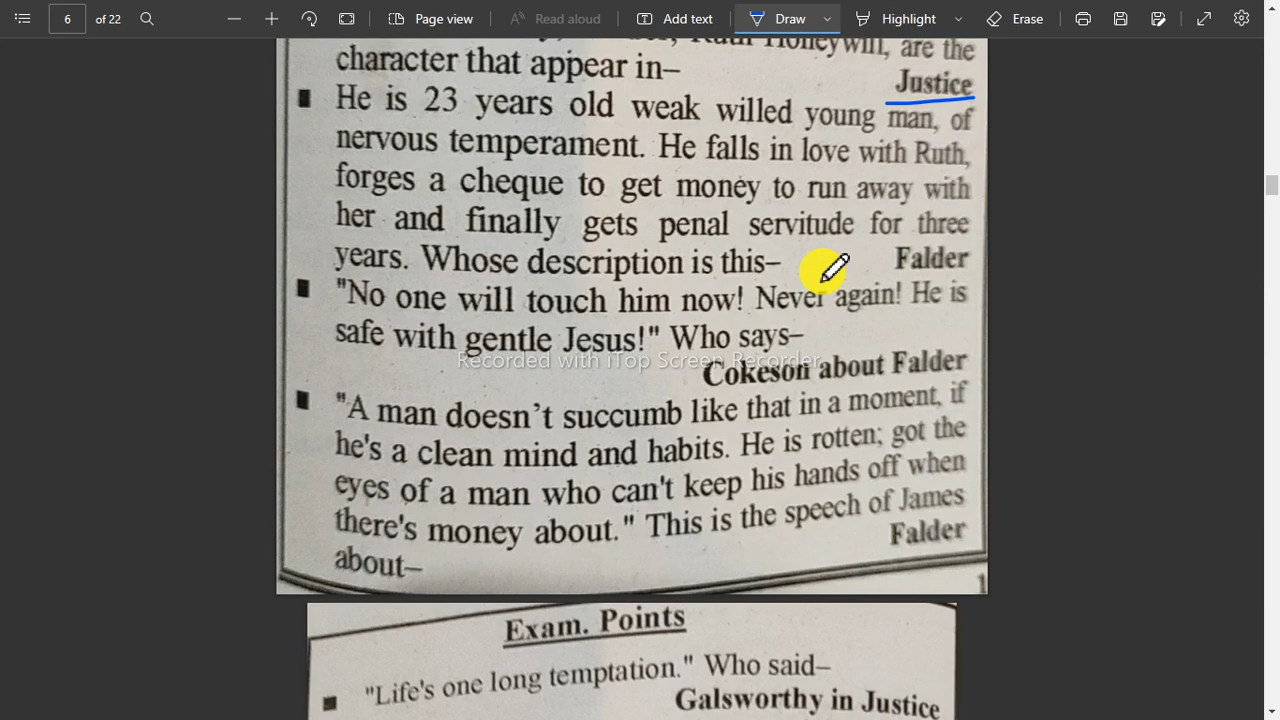 6 of 22 Page view Read aloud Add text Draw Highlight Erase
Honeywill, are the
character that appear in–
Justice
He is 23 years old weak willed young man, of
nervous temperament. He falls in love with Ruth,
forges a cheque to get money to run away with
her and finally gets penal servitude for three
years. Whose description is this–
Falder
"No one will touch him now! Never again! He is
safe with gentle Jesus!" Who says–
Recorded with iTop Screen Recorder
Cokeson about Falder
"A man doesn't succumb like that in a moment, if
he's a clean mind and habits. He is rotten; got the
eyes of a man who can't keep his hands off when
there's money about." This is the speech of James
about–
Falder
1
Exam. Points
"Life's one long temptation." Who said–
Galsworthy in Justice